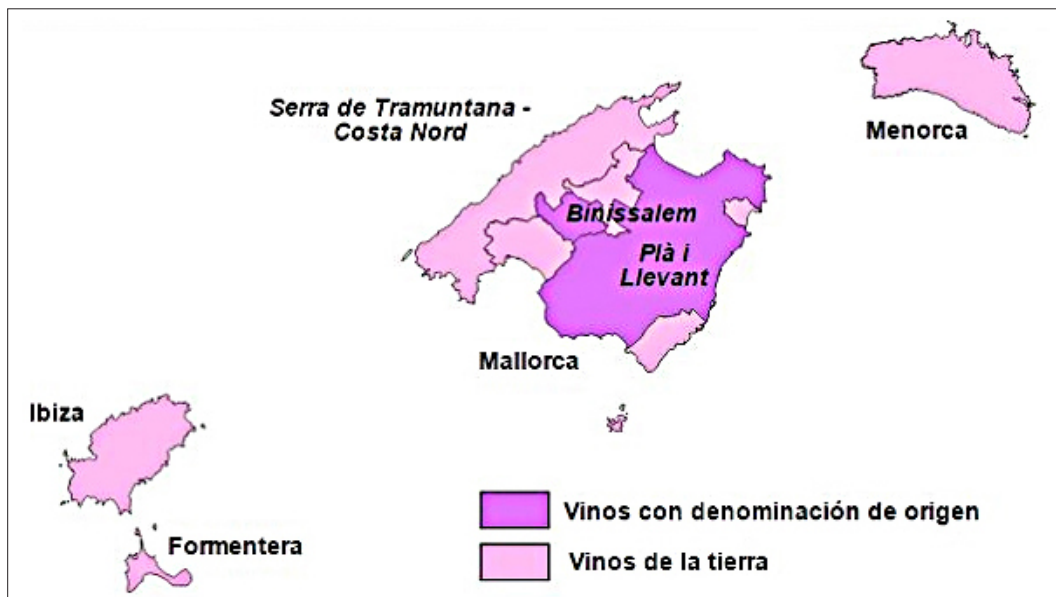 Serra de Tramuntana -
Costa Nord
Menorca
Binissalem
Plà i
Llevant
Mallorca
Ibiza
Formentera
Vinos con denominación de origen
Vinos de la tierra